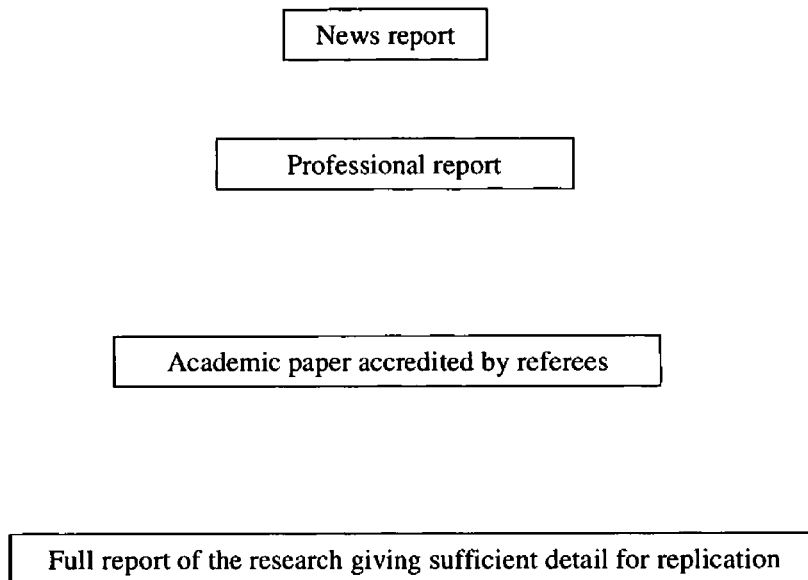 News report
Professional report
Academic paper accredited by referees
Full report of the research giving sufficient detail for replication